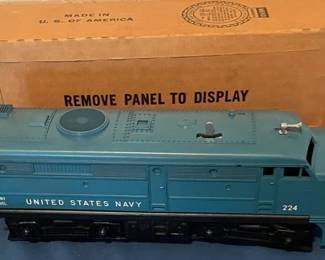 MADE IN
U. S. OF AMERICA
REMOVE PANEL TO DISPLAY
UNITED STATES NAVY
224